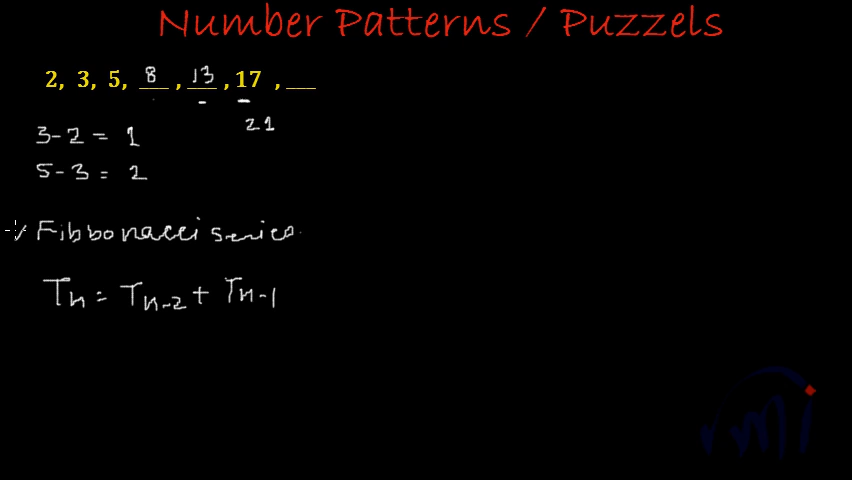 Number Patterns / Puzzels
2, 3, 5, 8, 13, 17, ___
21
3-2 = 1
5-3 = 2
Fibbonacci series.
Tn = Tn-2 + Tn-1
rmi